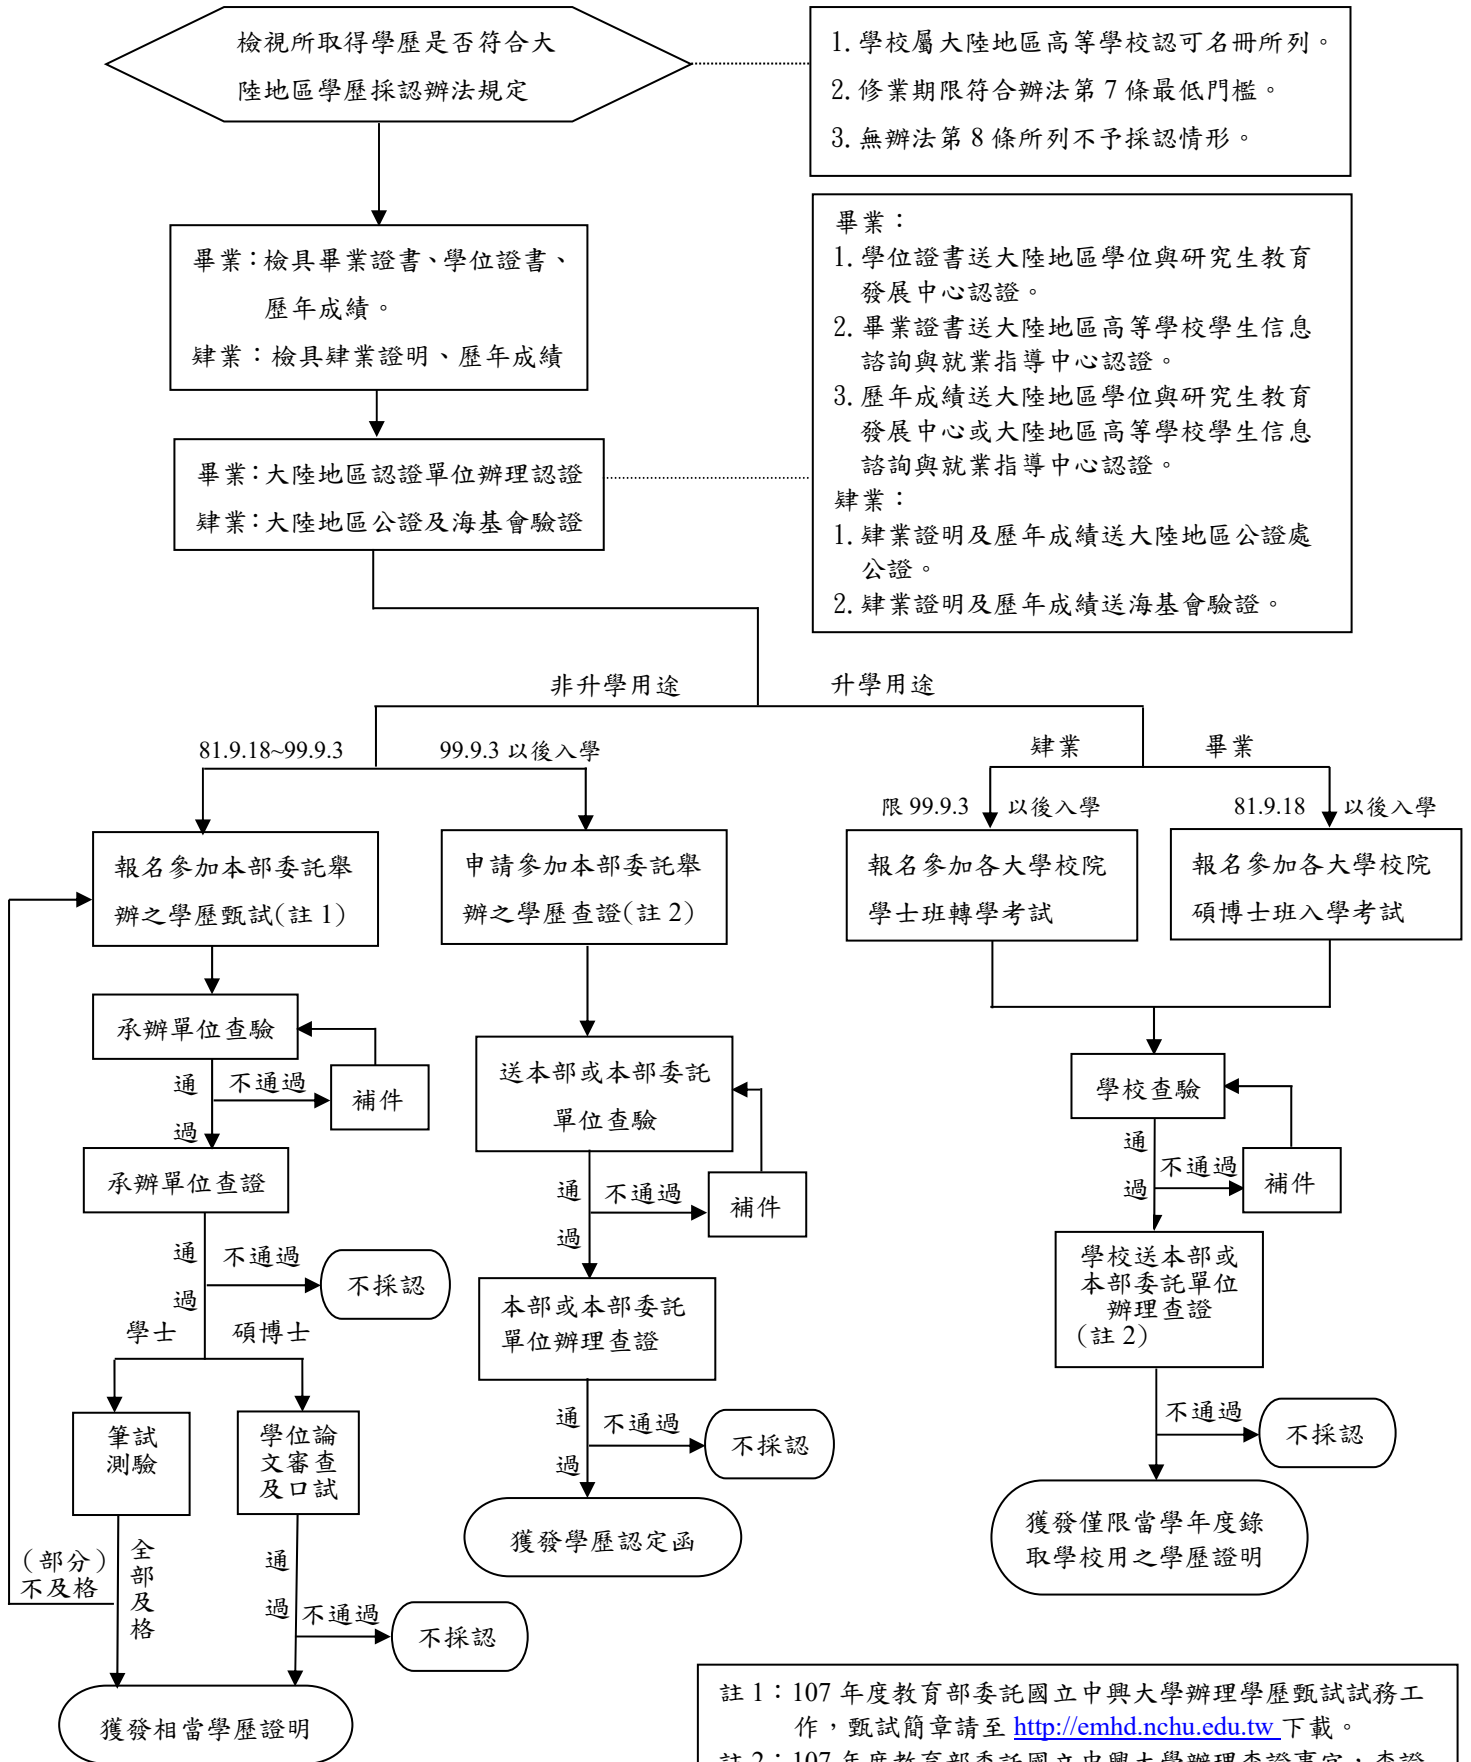 檢視所取得學歷是否符合大
陸地區學歷採認辦法規定
1.學校屬大陸地區高等學校認可名冊所列。
2.修業期限符合辦法第 7 條最低門檻。
3.無辦法第 8 條所列不予採認情形。
畢業：檢具畢業證書、學位證書、
歷年成績。
肄業：檢具肄業證明、歷年成績
畢業：大陸地區認證單位辦理認證
肄業：大陸地區公證及海基會驗證
畢業：
1.學位證書送大陸地區學位與研究生教育
發展中心認證。
2.畢業證書送大陸地區高等學校學生信息
諮詢與就業指導中心認證。
3.歷年成績送大陸地區學位與研究生教育
發展中心或大陸地區高等學校學生信息
諮詢與就業指導中心認證。
肄業：
1.肄業證明及歷年成績送大陸地區公證處
公證。
2.肄業證明及歷年成績送海基會驗證。
非升學用途
升學用途
81.9.18~99.9.3
99.9.3 以後入學
肄業
畢業
限 99.9.3 以後入學
81.9.18 以後入學
報名參加本部委託舉
辦之學歷甄試(註 1)
申請參加本部委託舉
辦之學歷查證(註 2)
報名參加各大學校院
學士班轉學考試
報名參加各大學校院
碩博士班入學考試
承辦單位查驗
通過
不通過
補件
承辦單位查證
通過
不通過
不採認
學士
碩博士
筆試
測驗
學位論
文審查
及口試
（部分）
不及格
全部及格
通過
不通過
不採認
獲發相當學歷證明
送本部或本部委託
單位查驗
通過
不通過
補件
本部或本部委託
單位辦理查證
通過
不通過
不採認
獲發學歷認定函
學校查驗
通過
不通過
補件
學校送本部或
本部委託單位
辦理查證
(註 2)
不通過
不採認
獲發僅限當學年度錄
取學校用之學歷證明
註 1：107 年度教育部委託國立中興大學辦理學歷甄試試務工
作，甄試簡章請至 http://emhd.nchu.edu.tw 下載。
註 2：107 年度教育部委託國立中興大學辦理查證事宜，查證